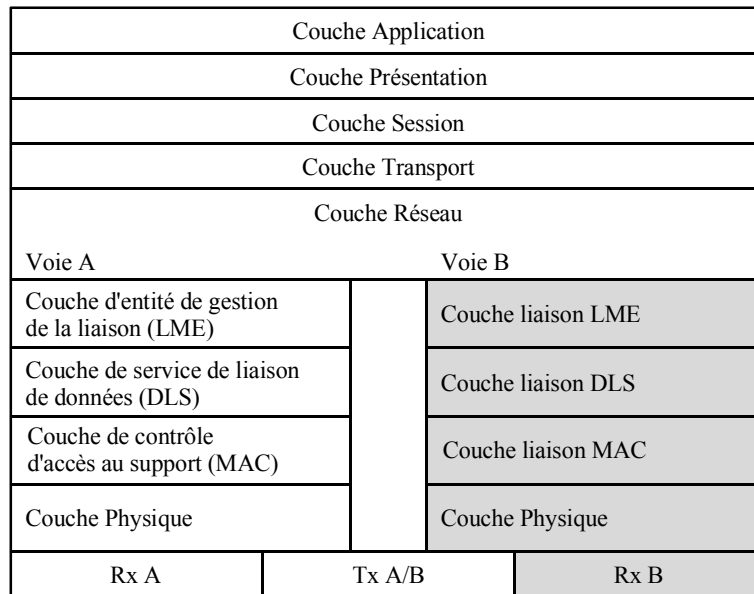 Couche Application
Couche Présentation
Couche Session
Couche Transport
Couche Réseau
Voie A
Voie B
Couche d'entité de gestion
de la liaison (LME)
Couche liaison LME
Couche de service de liaison
de données (DLS)
Couche liaison DLS
Couche de contrôle
d'accès au support (MAC)
Couche liaison MAC
Couche Physique
Couche Physique
Rx A
Tx A/B
Rx B